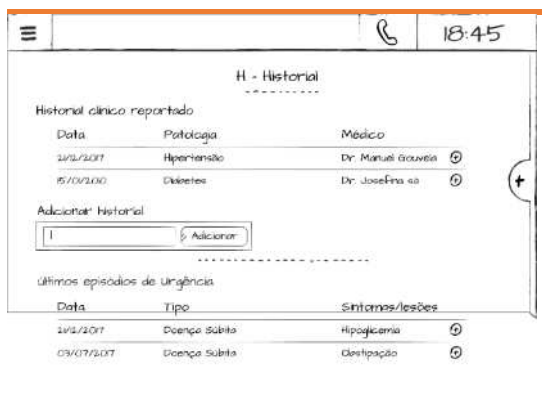 18:45
H - Historial
Historial clínico reportado
Data Patologia Médico
21/12/2017 Hipertensão Dr. Manuel Gouveia
15/01/2010 Diabetes Dr. Josefina sá
Adicionar historial
Adicionar
últimos episódios de Urgência
Data Tipo Sintomas/lesões
21/12/2017 Doença Súbita Hipoglicemia
03/07/2017 Doença Súbita Obstipação